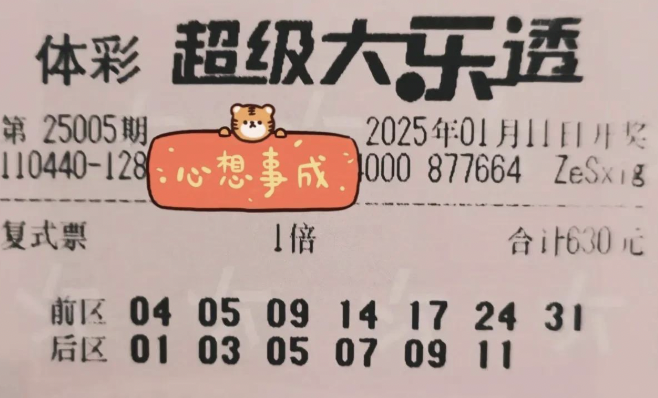 体彩 超级大乐透
第 25005期 2025年01月11日开奖
110440-128 心想事成 000 877664 ZeSxig
复式票 1倍 合计630元
前区 04 05 09 14 17 24 31
后区 01 03 05 07 09 11